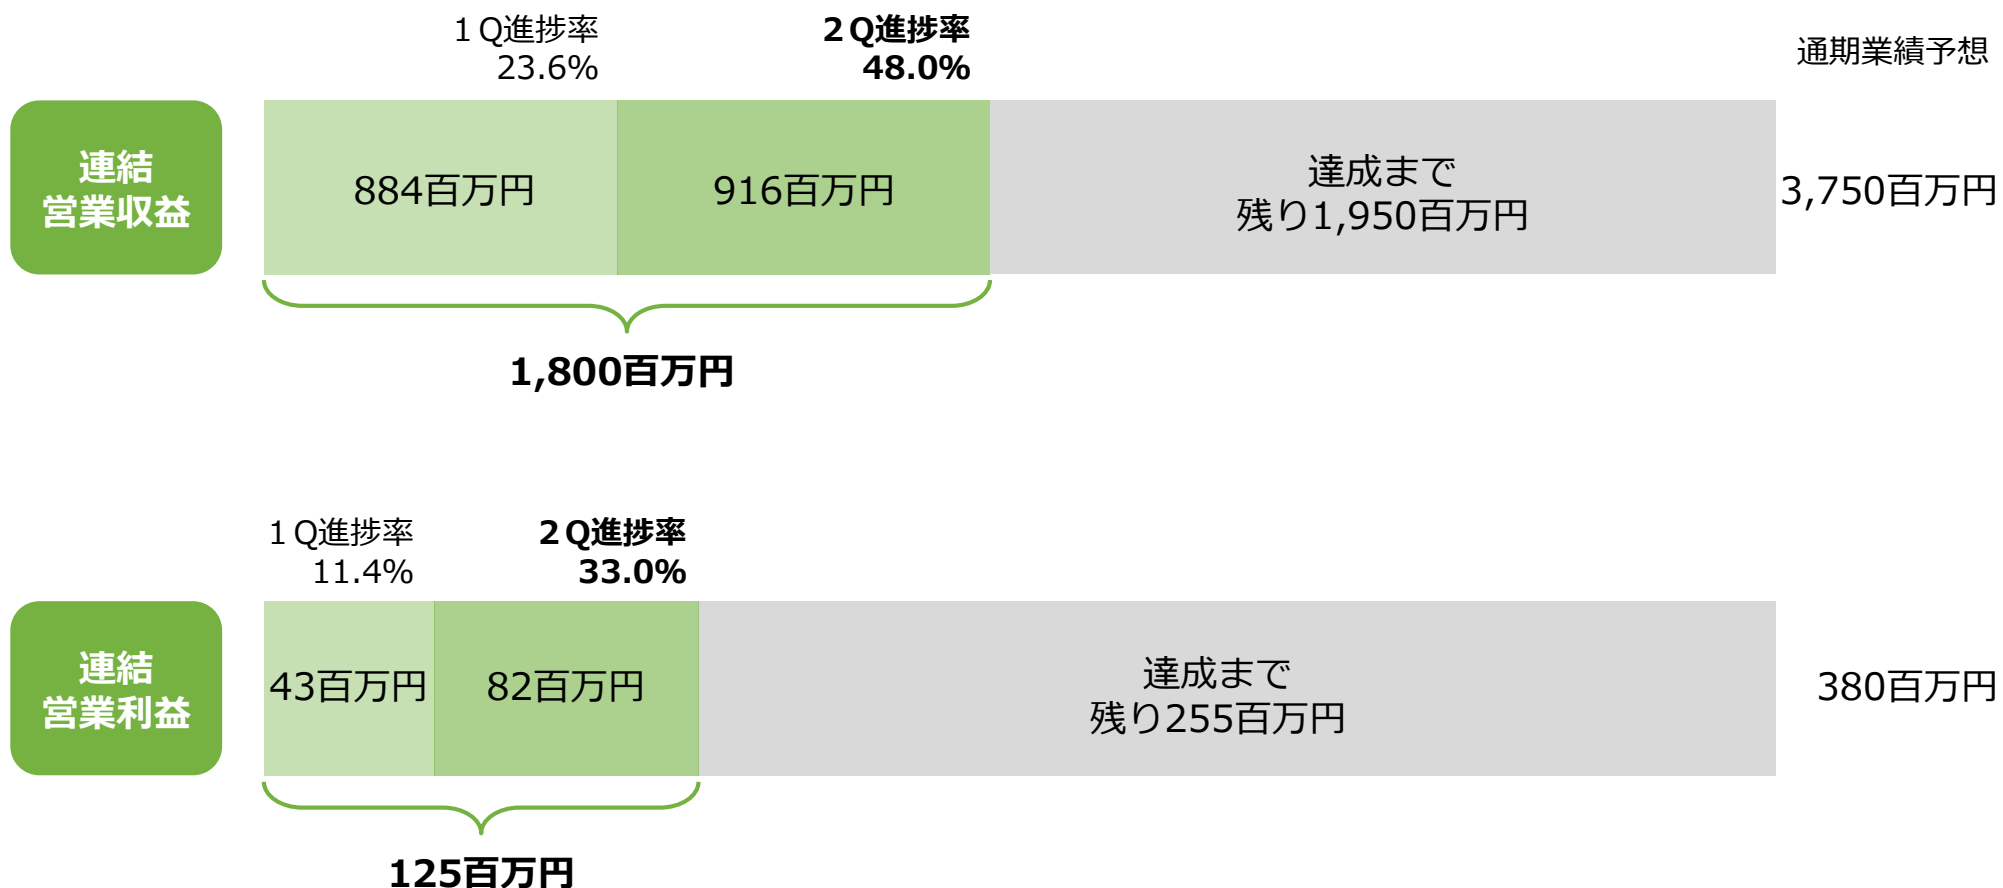 １Q進捗率
23.6%
２Q進捗率
48.0%
通期業績予想
連結
営業収益
884百万円
916百万円
達成まで
残り1,950百万円
3,750百万円
1,800百万円
１Q進捗率
11.4%
２Q進捗率
33.0%
連結
営業利益
43百万円
82百万円
達成まで
残り255百万円
380百万円
125百万円